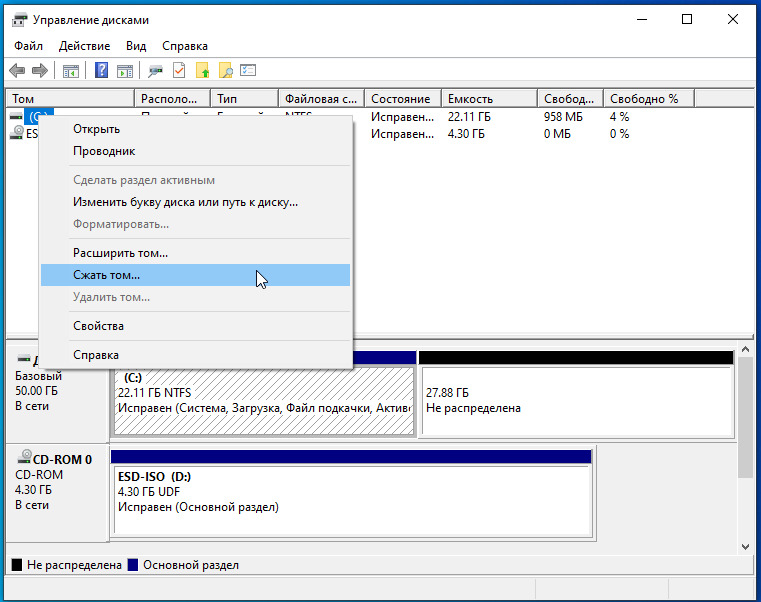 Управление дисками
Файл Действие Вид Справка
Том Располо... Тип Файловая с... Состояние Емкость Свобод... Свободно %
(C:) NTFS Исправен... 22.11 ГБ 958 МБ 4 %
ES Исправен... 4.30 ГБ 0 МБ 0 %
Открыть
Проводник
Сделать раздел активным
Изменить букву диска или путь к диску...
Форматировать...
Расширить том...
Сжать том...
Удалить том...
Свойства
Справка
Базовый
50.00 ГБ
В сети
(C:)
22.11 ГБ NTFS
Исправен (Система, Загрузка, Файл подкачки, Актив
27.88 ГБ
Не распределена
CD-ROM 0
CD-ROM
4.30 ГБ
В сети
ESD-ISO (D:)
4.30 ГБ UDF
Исправен (Основной раздел)
Не распределена Основной раздел